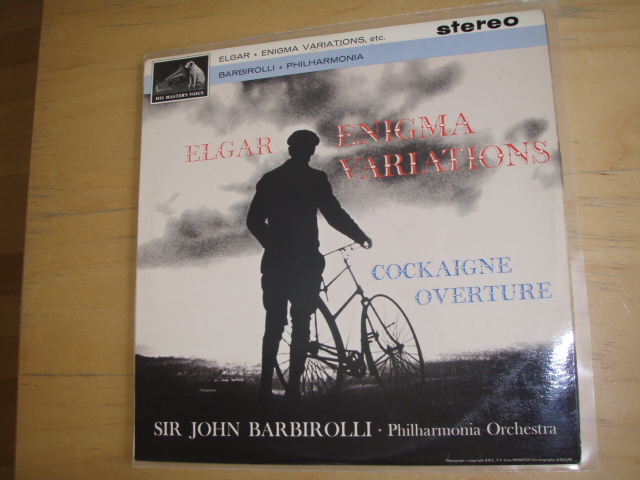 stereo
ELGAR ★ ENIGMA VARIATIONS, etc.
BARBIROLLI ★ PHILHARMONIA
HIS MASTER'S VOICE
ELGAR
ENIGMA
VARIATIONS
COCKAIGNE
OVERTURE
SIR JOHN BARBIROLLI · Philharmonia Orchestra